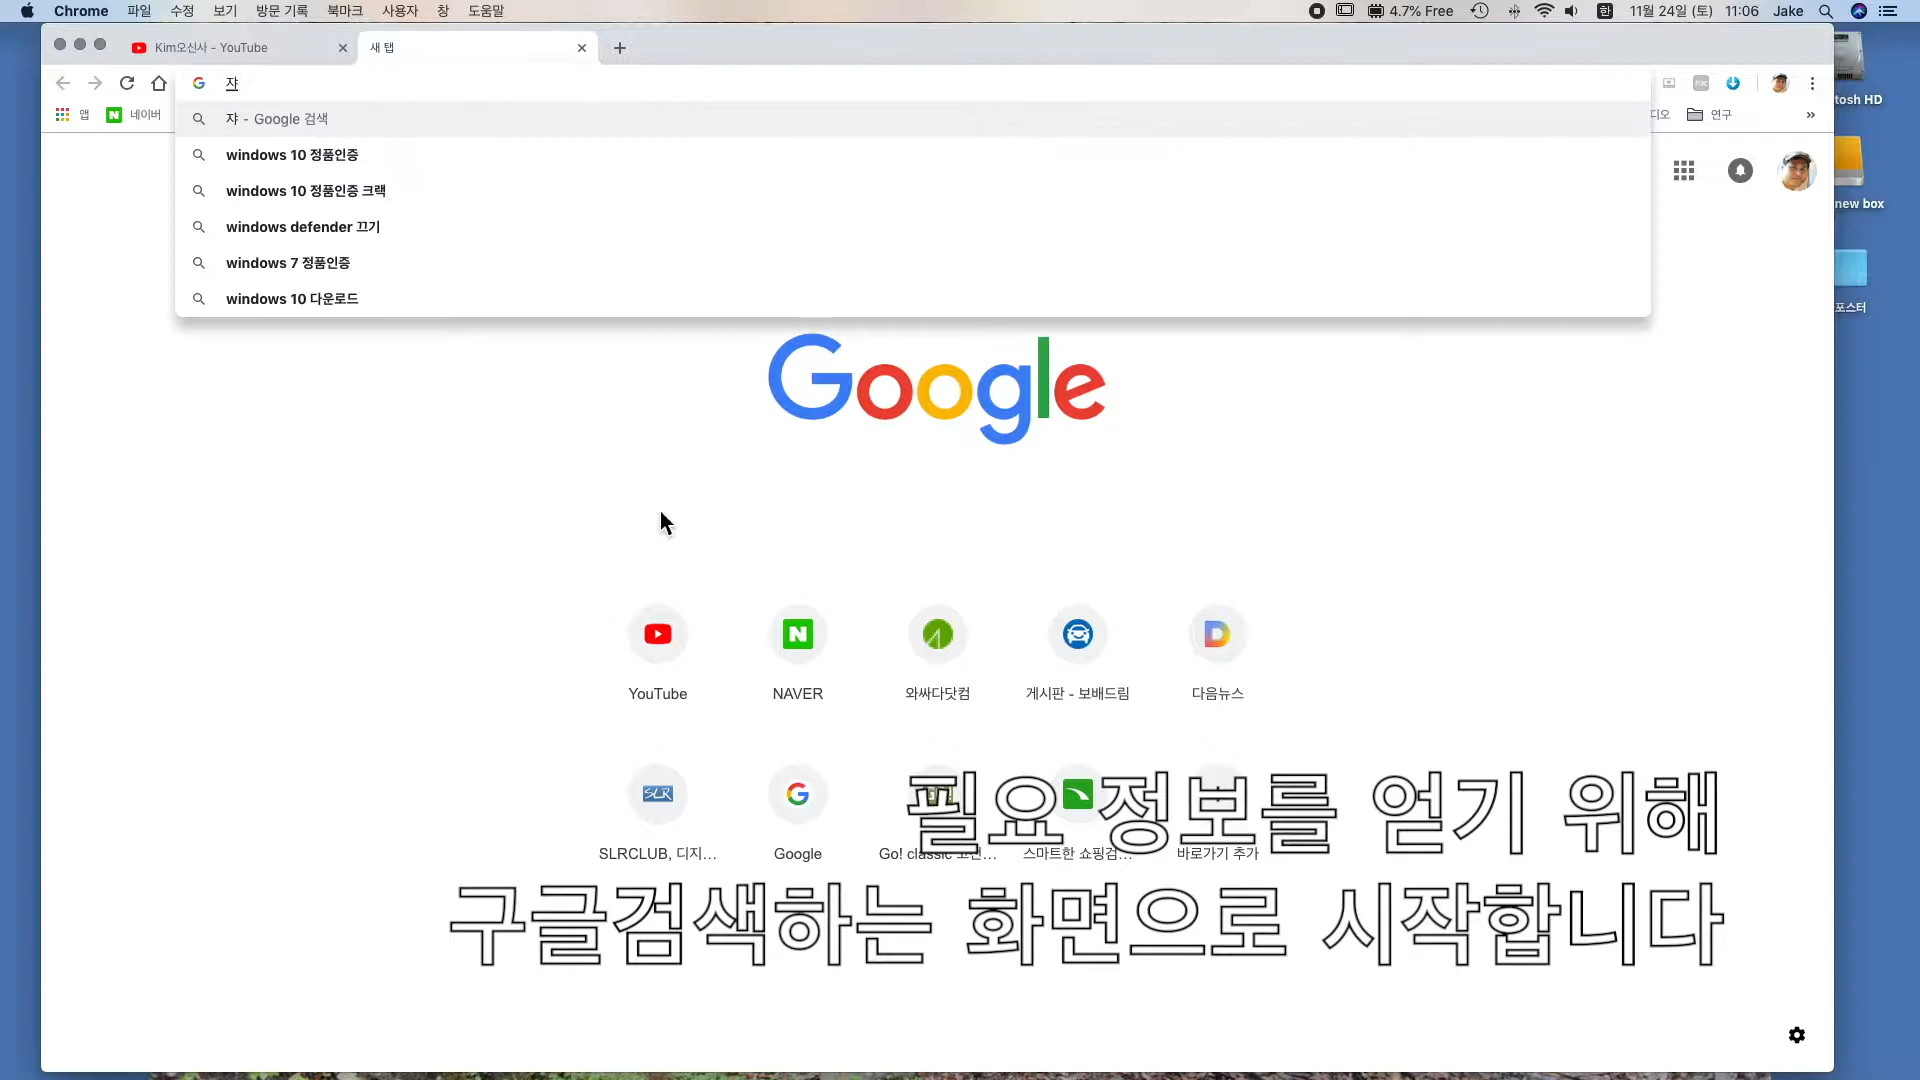 Chrome 파일 수정 보기 방문 기록 북마크 사용자 창 도움말 4.7% Free 한 11월 24일 (토) 11:06 Jake
Kim오신사 - YouTube 새 탭
쟈
앱 네이버 디오 연구
쟈 - Google 검색
windows 10 정품인증
windows 10 정품인증 크랙
windows defender 끄기
windows 7 정품인증
windows 10 다운로드
tosh HD
new box
포스터
Google
YouTube NAVER 와싸다닷컴 게시판 - 보배드림 다음뉴스
SLR
SLRCLUB, 디지... Google Go! classic 스마트한 쇼핑검... 바로가기 추가
필요 정보를 얻기 위해
구글검색하는 화면으로 시작합니다